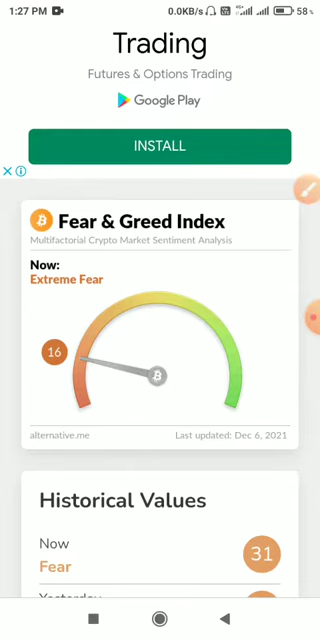 1:27 PM 0.0KB/s 58%
Trading
Futures & Options Trading
Google Play
INSTALL
Fear & Greed Index
Multifactorial Crypto Market Sentiment Analysis
Now:
Extreme Fear
16
alternative.me Last updated: Dec 6, 2021
Historical Values
Now
Fear
31